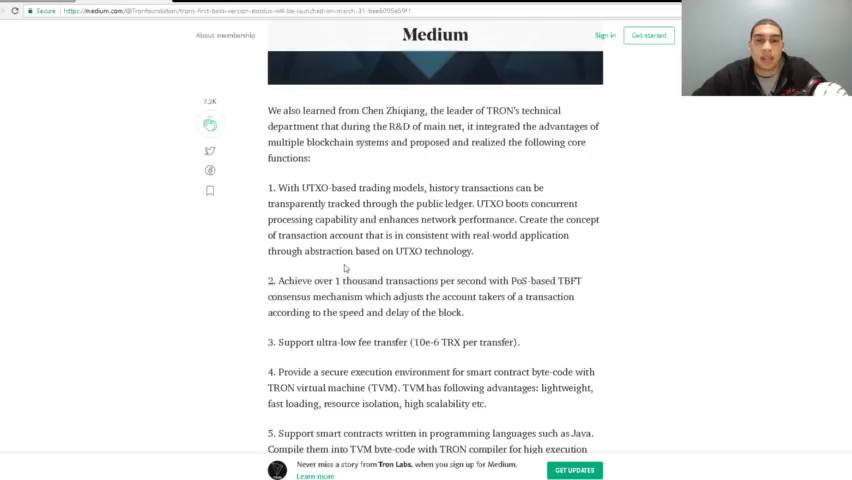 Secure
About membership
Medium
Sign in
Get started
7.2K
We also learned from Chen Zhiqiang, the leader of TRON's technical
department that during the R&D of main net, it integrated the advantages of
multiple blockchain systems and proposed and realized the following core
functions:
1. With UTXO-based trading models, history transactions can be
transparently tracked through the public ledger. UTXO boots concurrent
processing capability and enhances network performance. Create the concept
of transaction account that is in consistent with real-world application
through abstraction based on UTXO technology.
2. Achieve over 1 thousand transactions per second with PoS-based TBFT
consensus mechanism which adjusts the account takers of a transaction
according to the speed and delay of the block.
3. Support ultra-low fee transfer (10e-6 TRX per transfer).
4. Provide a secure execution environment for smart contract byte-code with
TRON virtual machine (TVM). TVM has following advantages: lightweight,
fast loading, resource isolation, high scalability etc.
5. Support smart contracts written in programming languages such as Java.
Compile them into TVM byte-code with TRON compiler for high execution
Never miss a story from Tron Labs, when you sign up for Medium.
Learn more
GET UPDATES